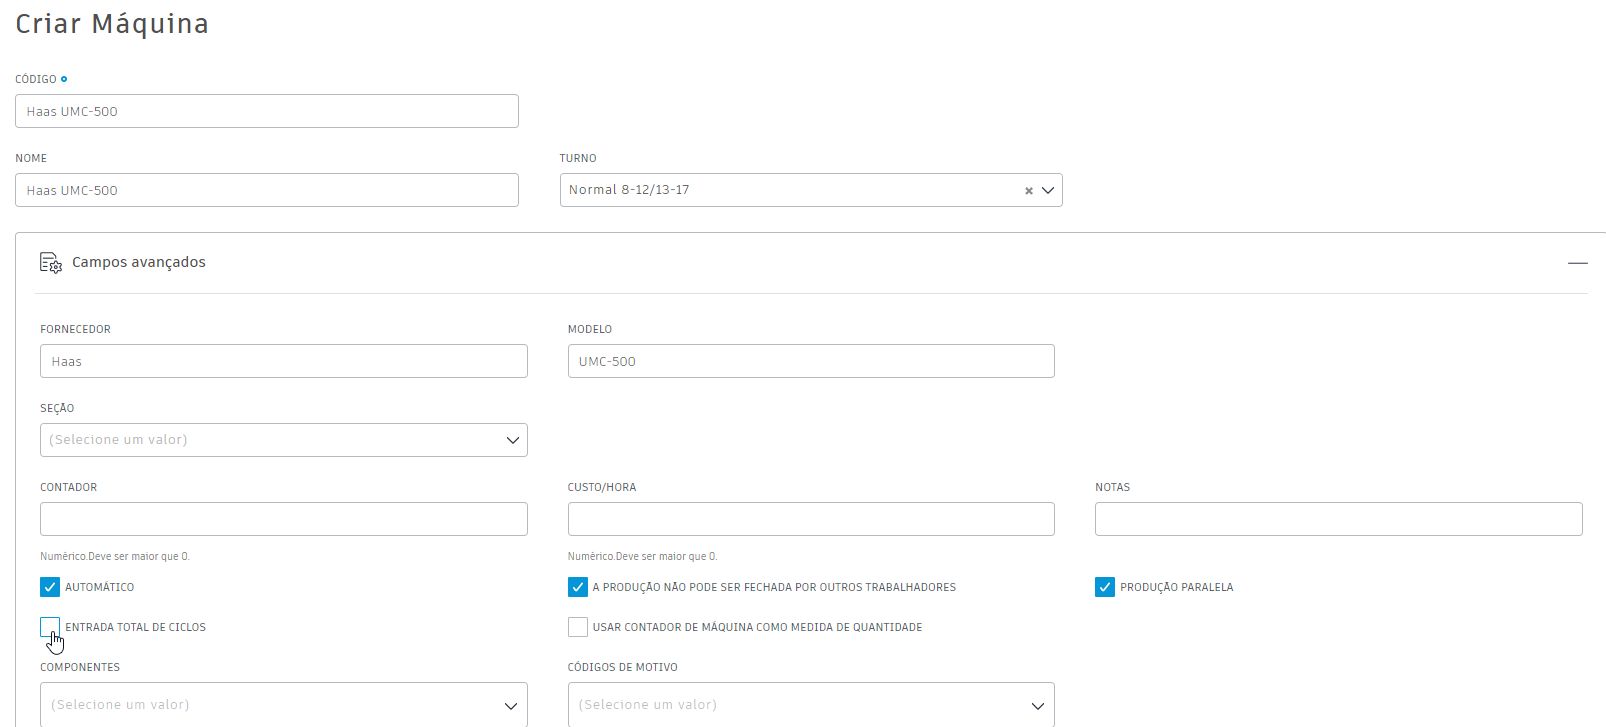 Criar Máquina
CÓDIGO
Haas UMC-500
NOME
TURNO
Haas UMC-500
Normal 8-12/13-17
Campos avançados
FORNECEDOR
MODELO
Haas
UMC-500
SEÇÃO
(Selecione um valor)
CONTADOR
CUSTO/HORA
NOTAS
Numérico.Deve ser maior que 0.
Numérico.Deve ser maior que 0.
AUTOMÁTICO
A PRODUÇÃO NÃO PODE SER FECHADA POR OUTROS TRABALHADORES
PRODUÇÃO PARALELA
ENTRADA TOTAL DE CICLOS
USAR CONTADOR DE MÁQUINA COMO MEDIDA DE QUANTIDADE
COMPONENTES
CÓDIGOS DE MOTIVO
(Selecione um valor)
(Selecione um valor)